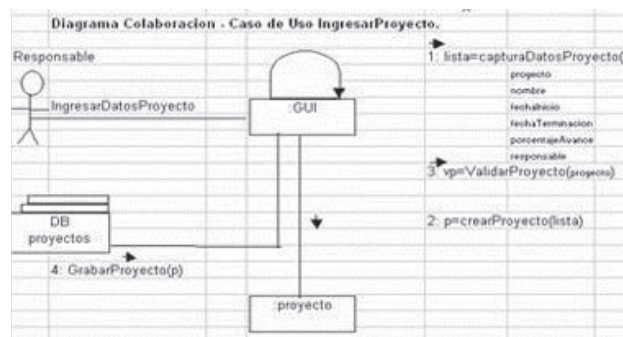 Diagrama Colaboracion - Caso de Uso IngresarProyecto.
Responsable
IngresarDatosProyecto
:GUI
1: lista=capturaDatosProyecto(
proyecto
nombre
fechaInicio
fechaTerminacion
porcentajeAvance
responsable
3: vp=ValidarProyecto(proyecto)
2: p=crearProyecto(lista)
DB
proyectos
4: GrabarProyecto(p)
:proyecto